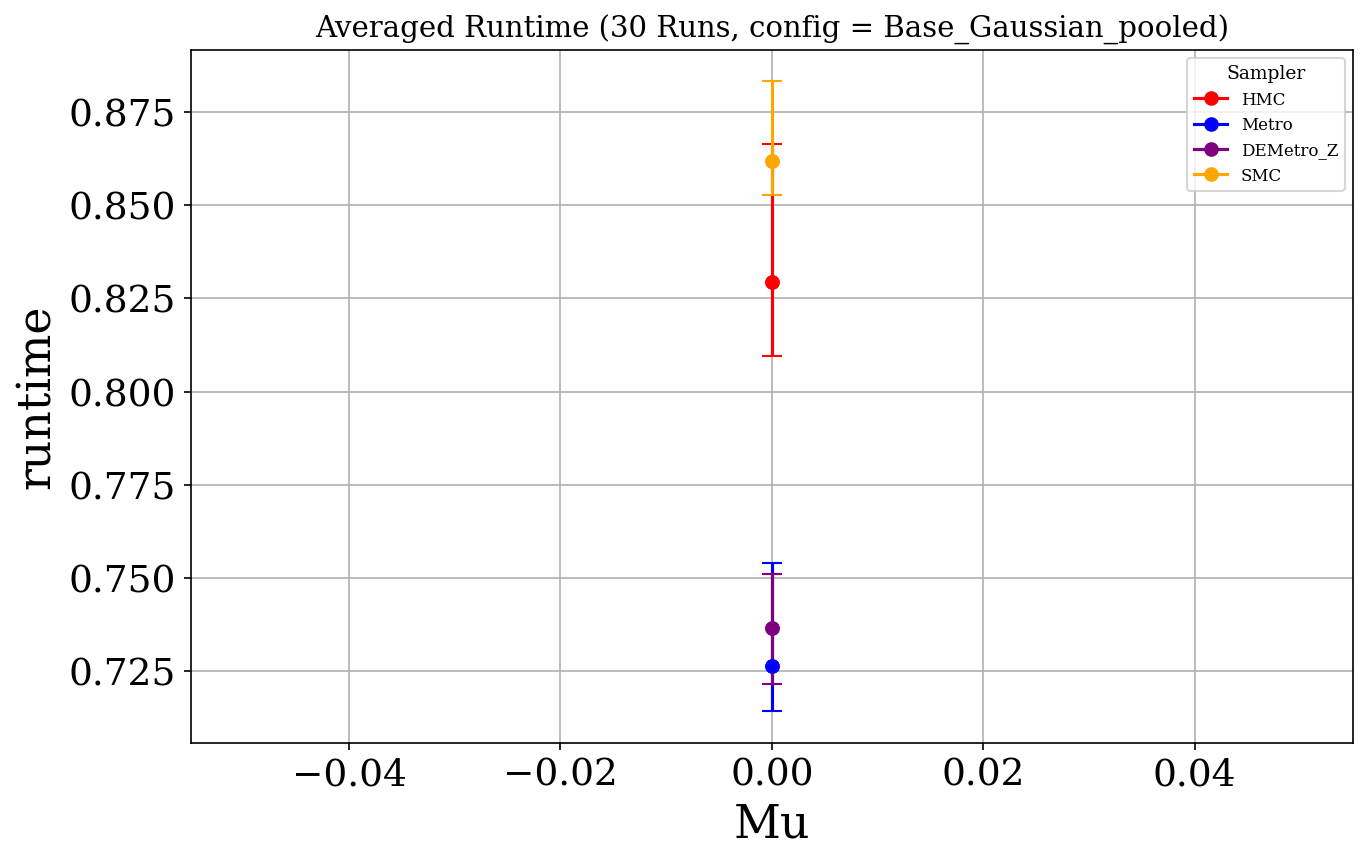 Averaged Runtime (30 Runs, config = Base_Gaussian_pooled)
Sampler
HMC
Metro
DEMetro_Z
SMC
runtime
0.875
0.850
0.825
0.800
0.775
0.750
0.725
−0.04
−0.02
0.00
0.02
0.04
Mu